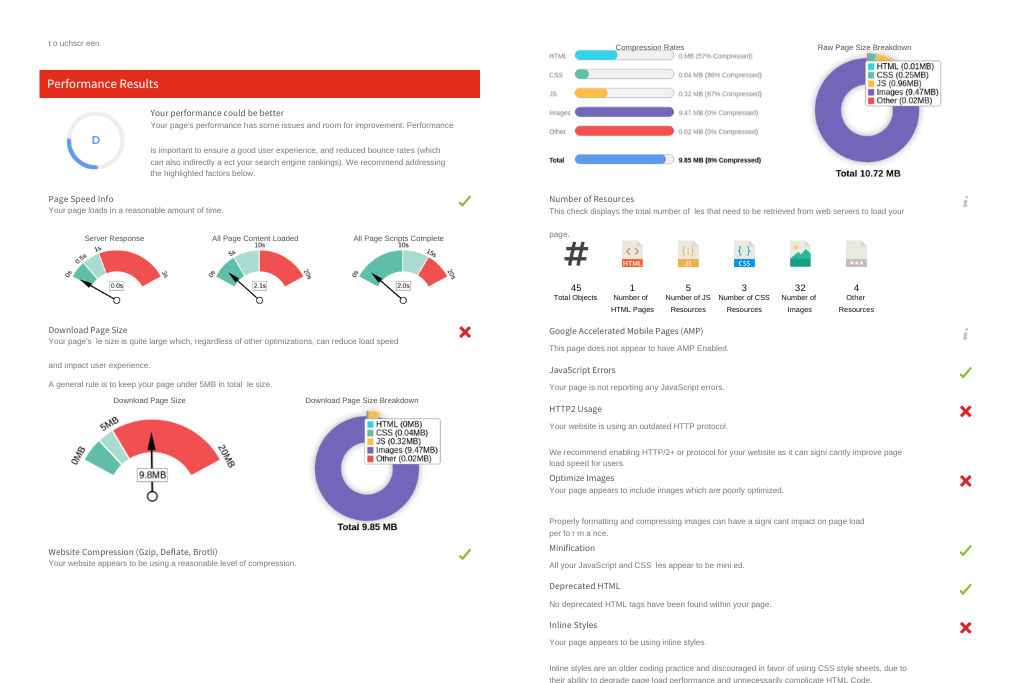 t o uchscr een.
Performance Results
D
Your performance could be better
Your page's performance has some issues and room for improvement. Performance
is important to ensure a good user experience, and reduced bounce rates (which
can also indirectly a ect your search engine rankings). We recommend addressing
the highlighted factors below.
Page Speed Info
Your page loads in a reasonable amount of time.
Server Response
0s
0.5s
1s
3s
0.0s
All Page Content Loaded
0s
5s
10s
20s
2.1s
All Page Scripts Complete
0s
10s
15s
20s
2.0s
Download Page Size
Your page's le size is quite large which, regardless of other optimizations, can reduce load speed
and impact user experience.
A general rule is to keep your page under 5MB in total le size.
Download Page Size
0MB
5MB
20MB
9.8MB
Download Page Size Breakdown
HTML (0MB)
CSS (0.04MB)
JS (0.32MB)
Images (9.47MB)
Other (0.02MB)
Total 9.85 MB
Website Compression (Gzip, Deflate, Brotli)
Your website appears to be using a reasonable level of compression.
Compression Rates
HTML 0 MB (57% Compressed)
CSS 0.04 MB (86% Compressed)
JS 0.32 MB (67% Compressed)
Images 9.47 MB (0% Compressed)
Other 0.02 MB (0% Compressed)
Total 9.85 MB (8% Compressed)
Raw Page Size Breakdown
HTML (0.01MB)
CSS (0.25MB)
JS (0.96MB)
Images (9.47MB)
Other (0.02MB)
Total 10.72 MB
Number of Resources
This check displays the total number of les that need to be retrieved from web servers to load your
page.
#
HTML
JS
CSS
45
Total Objects
1
Number of
HTML Pages
5
Number of JS
Resources
3
Number of CSS
Resources
32
Number of
Images
4
Other
Resources
Google Accelerated Mobile Pages (AMP)
This page does not appear to have AMP Enabled.
JavaScript Errors
Your page is not reporting any JavaScript errors.
HTTP2 Usage
Your website is using an outdated HTTP protocol.
We recommend enabling HTTP/2+ or protocol for your website as it can signi cantly improve page
load speed for users.
Optimize Images
Your page appears to include images which are poorly optimized.
Properly formatting and compressing images can have a signi cant impact on page load
per fo r m a nce.
Minification
All your JavaScript and CSS les appear to be mini ed.
Deprecated HTML
No deprecated HTML tags have been found within your page.
Inline Styles
Your page appears to be using inline styles.
Inline styles are an older coding practice and discouraged in favor of using CSS style sheets, due to
their ability to degrade page load performance and unnecessarily complicate HTML Code.